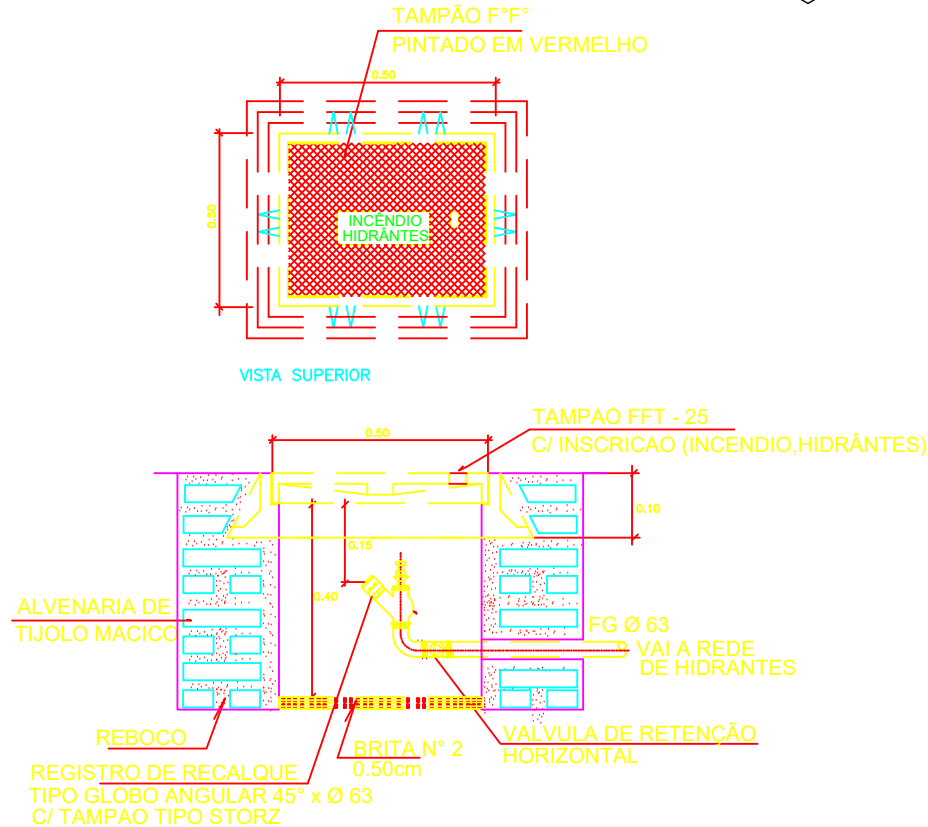 TAMPÃO F°F°
PINTADO EM VERMELHO
0.50
0.50
INCÊNDIO
HIDRÂNTES
VISTA SUPERIOR
TAMPAO FFT - 25
C/ INSCRICAO (INCENDIO,HIDRÂNTES)
0.50
0.10
0.15
0.40
ALVENARIA DE
TIJOLO MACICO
FG Ø 63
VAI A REDE
DE HIDRANTES
REBOCO
BRITA N° 2
0.50cm
VALVULA DE RETENÇÃO
HORIZONTAL
REGISTRO DE RECALQUE
TIPO GLOBO ANGULAR 45° x Ø 63
C/ TAMPAO TIPO STORZ